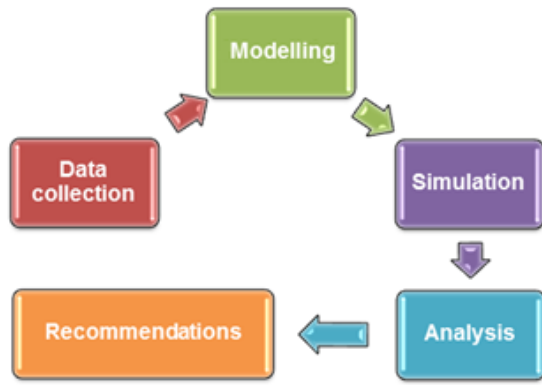 Modelling
Data
collection
Simulation
Recommendations
Analysis